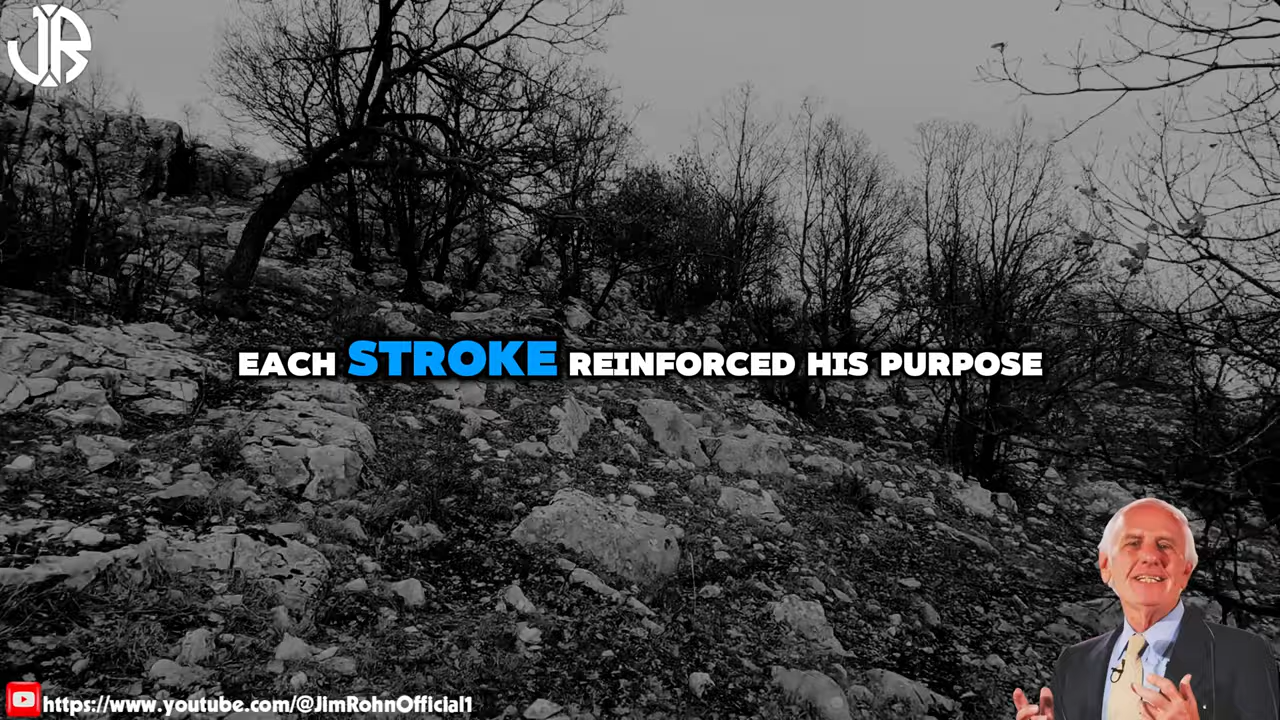 JR
EACH STROKE REINFORCED HIS PURPOSE
https://www.youtube.com/@JimRohnOfficial1